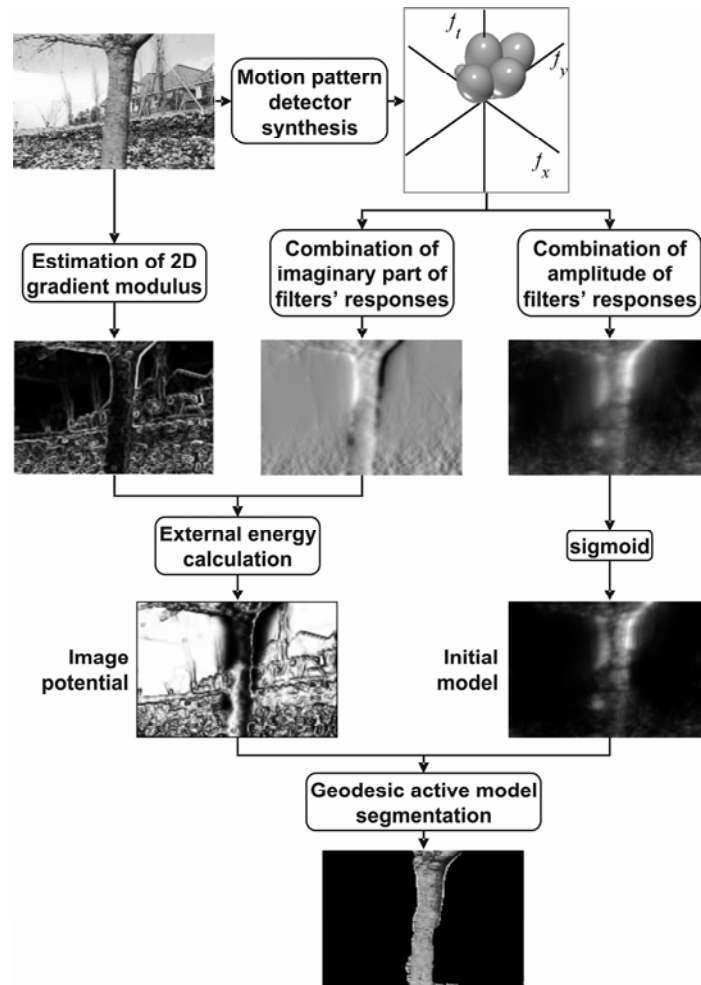 Motion pattern
detector
synthesis
f_t
f_y
f_x
Estimation of 2D
gradient modulus
Combination of
imaginary part of
filters' responses
Combination of
amplitude of
filters' responses
External energy
calculation
sigmoid
Image
potential
Initial
model
Geodesic active model
segmentation